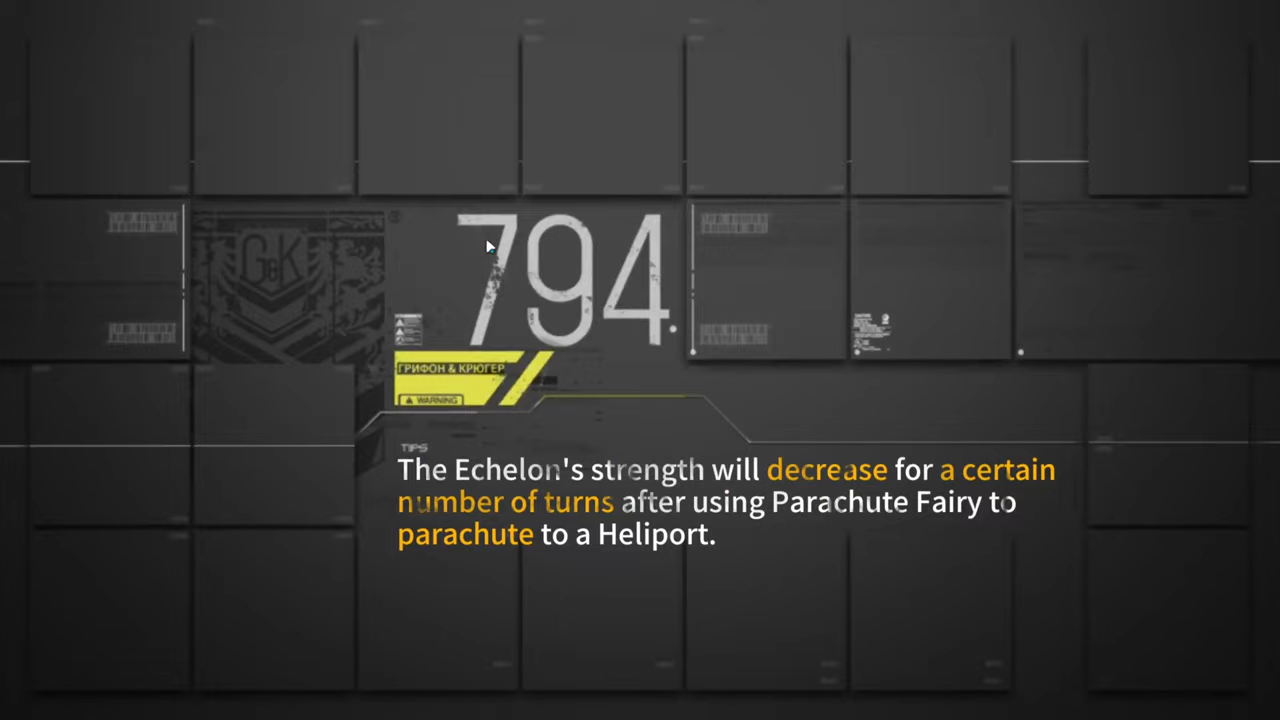 G&K
794.
ГРИФОН & КРЮГЕР
WARNING
TIPS
The Echelon's strength will decrease for a certain
number of turns after using Parachute Fairy to
parachute to a Heliport.